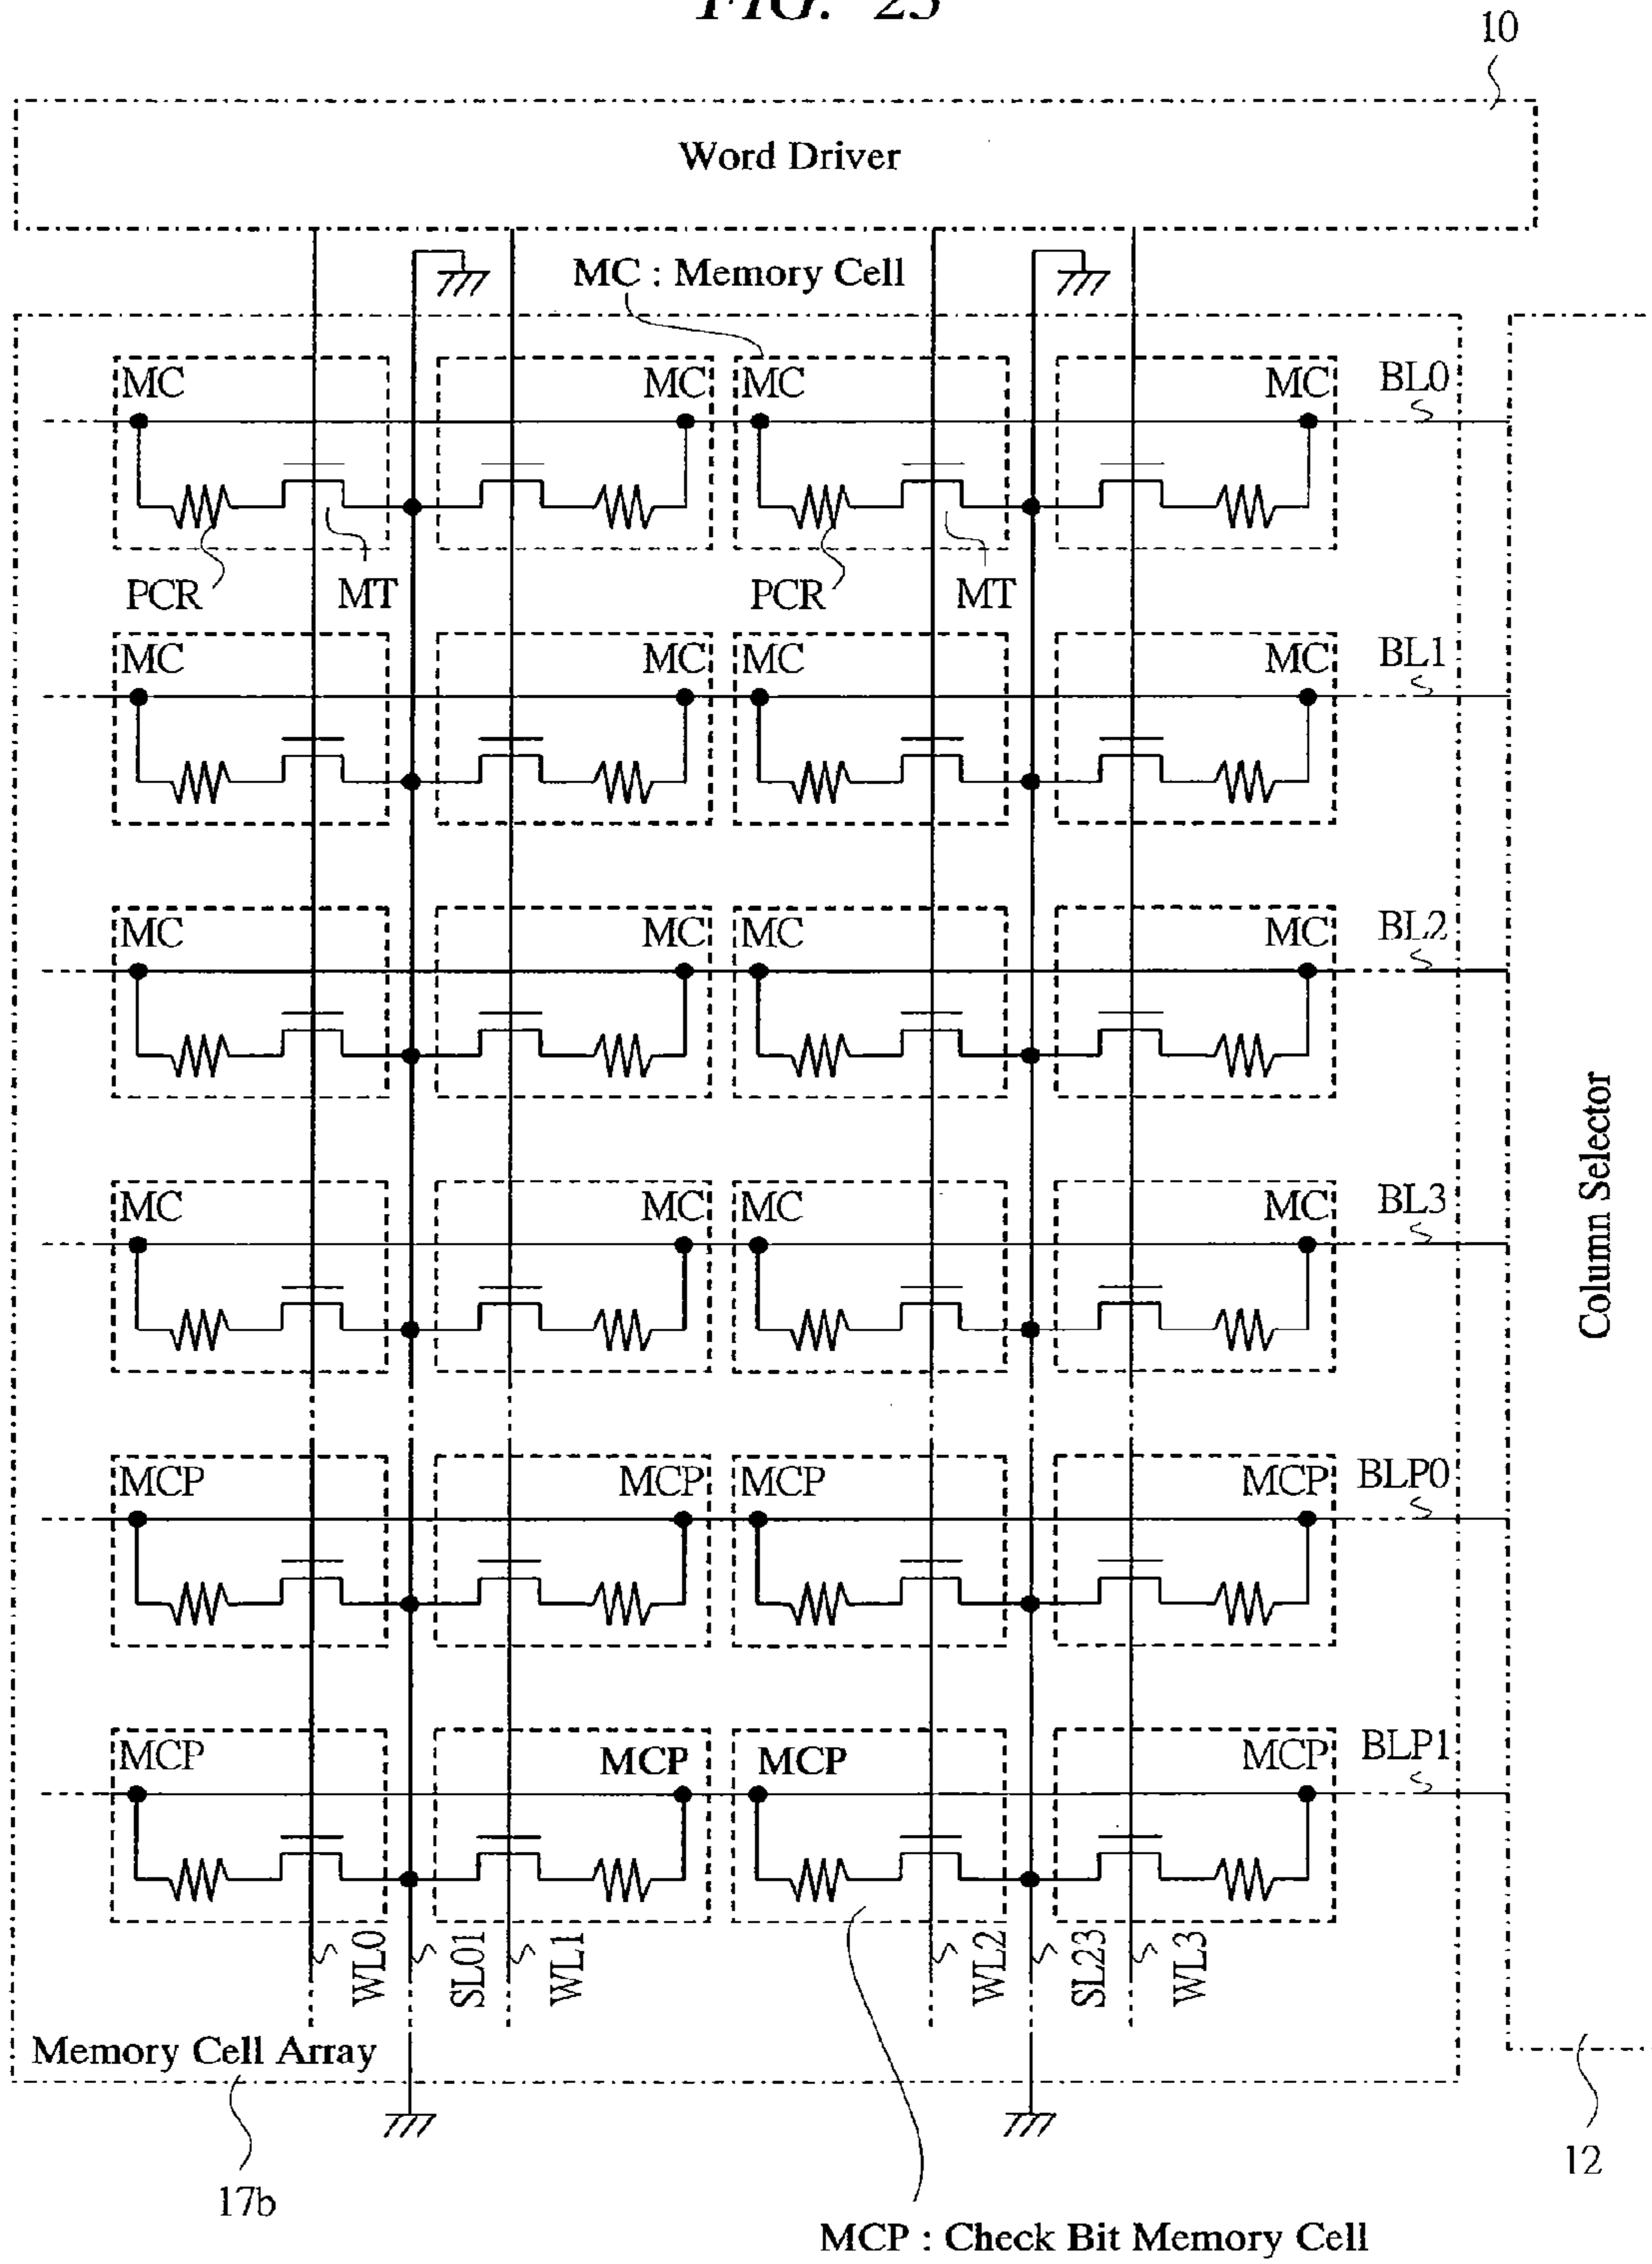 FIG. 25
10
Word Driver
MC : Memory Cell
MC MC MC MC BL0
PCR MT PCR MT
MC MC MC MC BL1
MC MC MC MC BL2
MC MC MC MC BL3
Column Selector
MCP MCP MCP MCP BLP0
MCP MCP MCP MCP BLP1
WL0 SL01 WL1 WL2 SL23 WL3
Memory Cell Array
17b
12
MCP : Check Bit Memory Cell